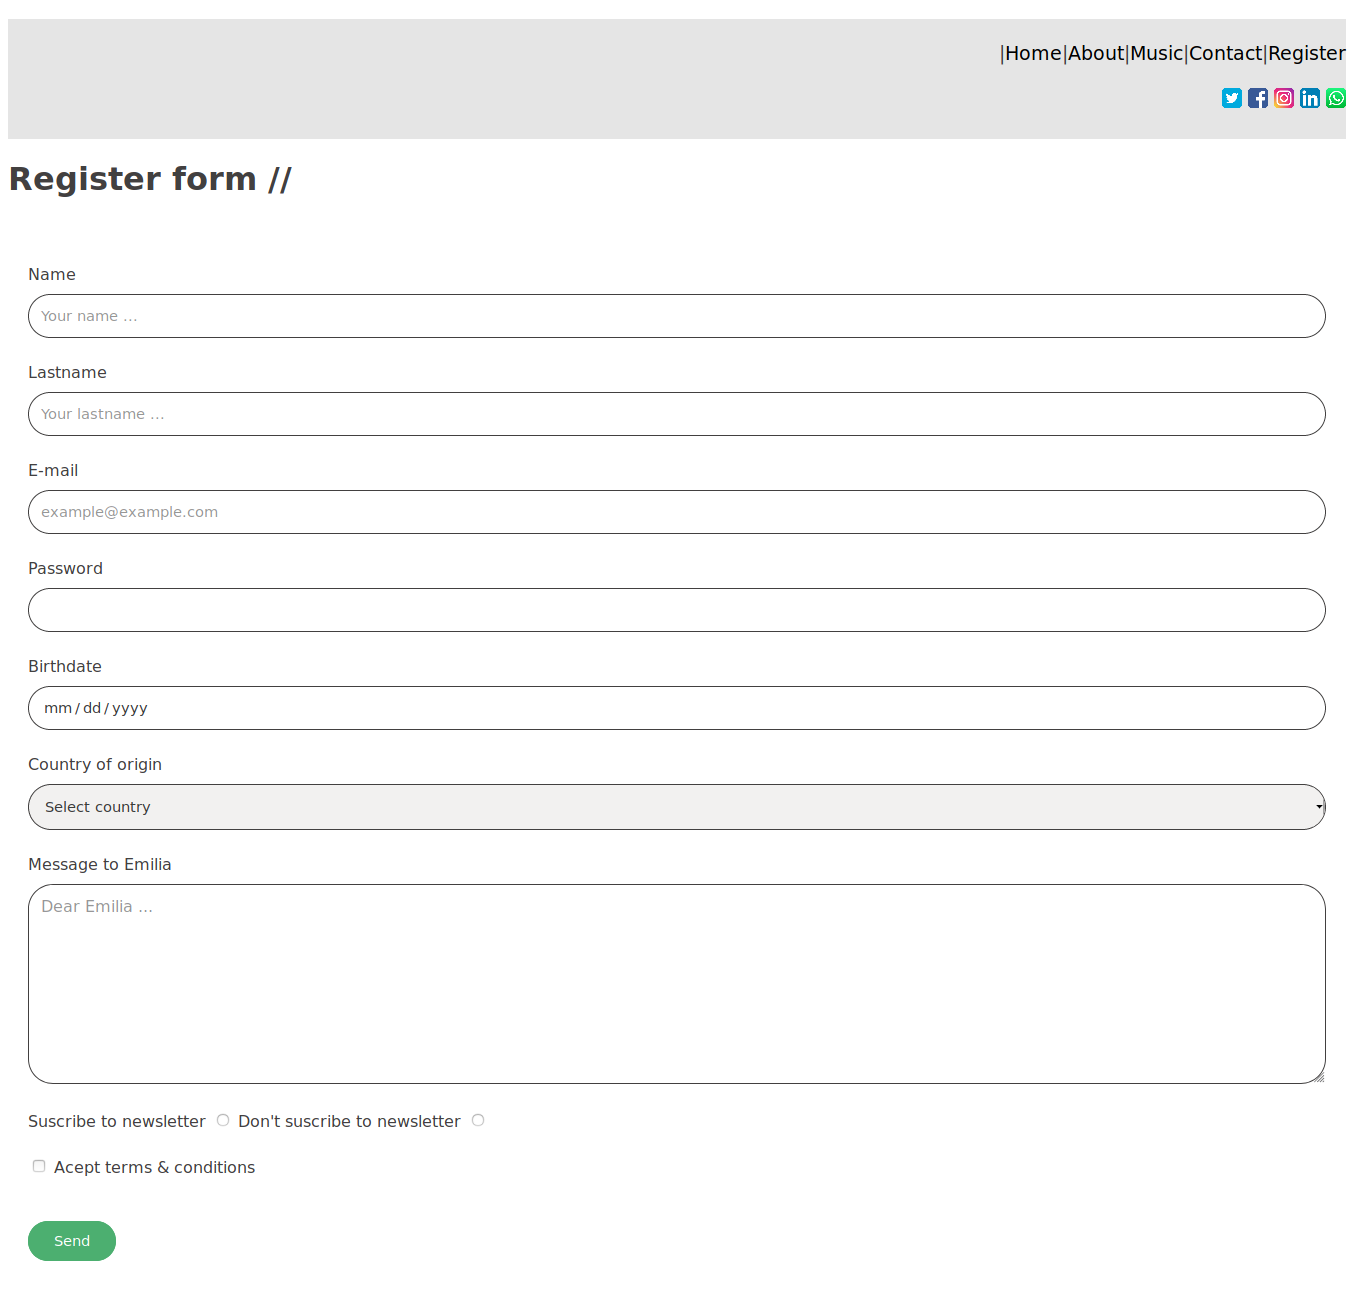 |Home|About|Music|Contact|Register
Register form //
Name
Your name ...
Lastname
Your lastname ...
E-mail
example@example.com
Password
Birthdate
mm/dd/yyyy
Country of origin
Select country
Message to Emilia
Dear Emilia ...
Suscribe to newsletter Don't suscribe to newsletter
Acept terms & conditions
Send